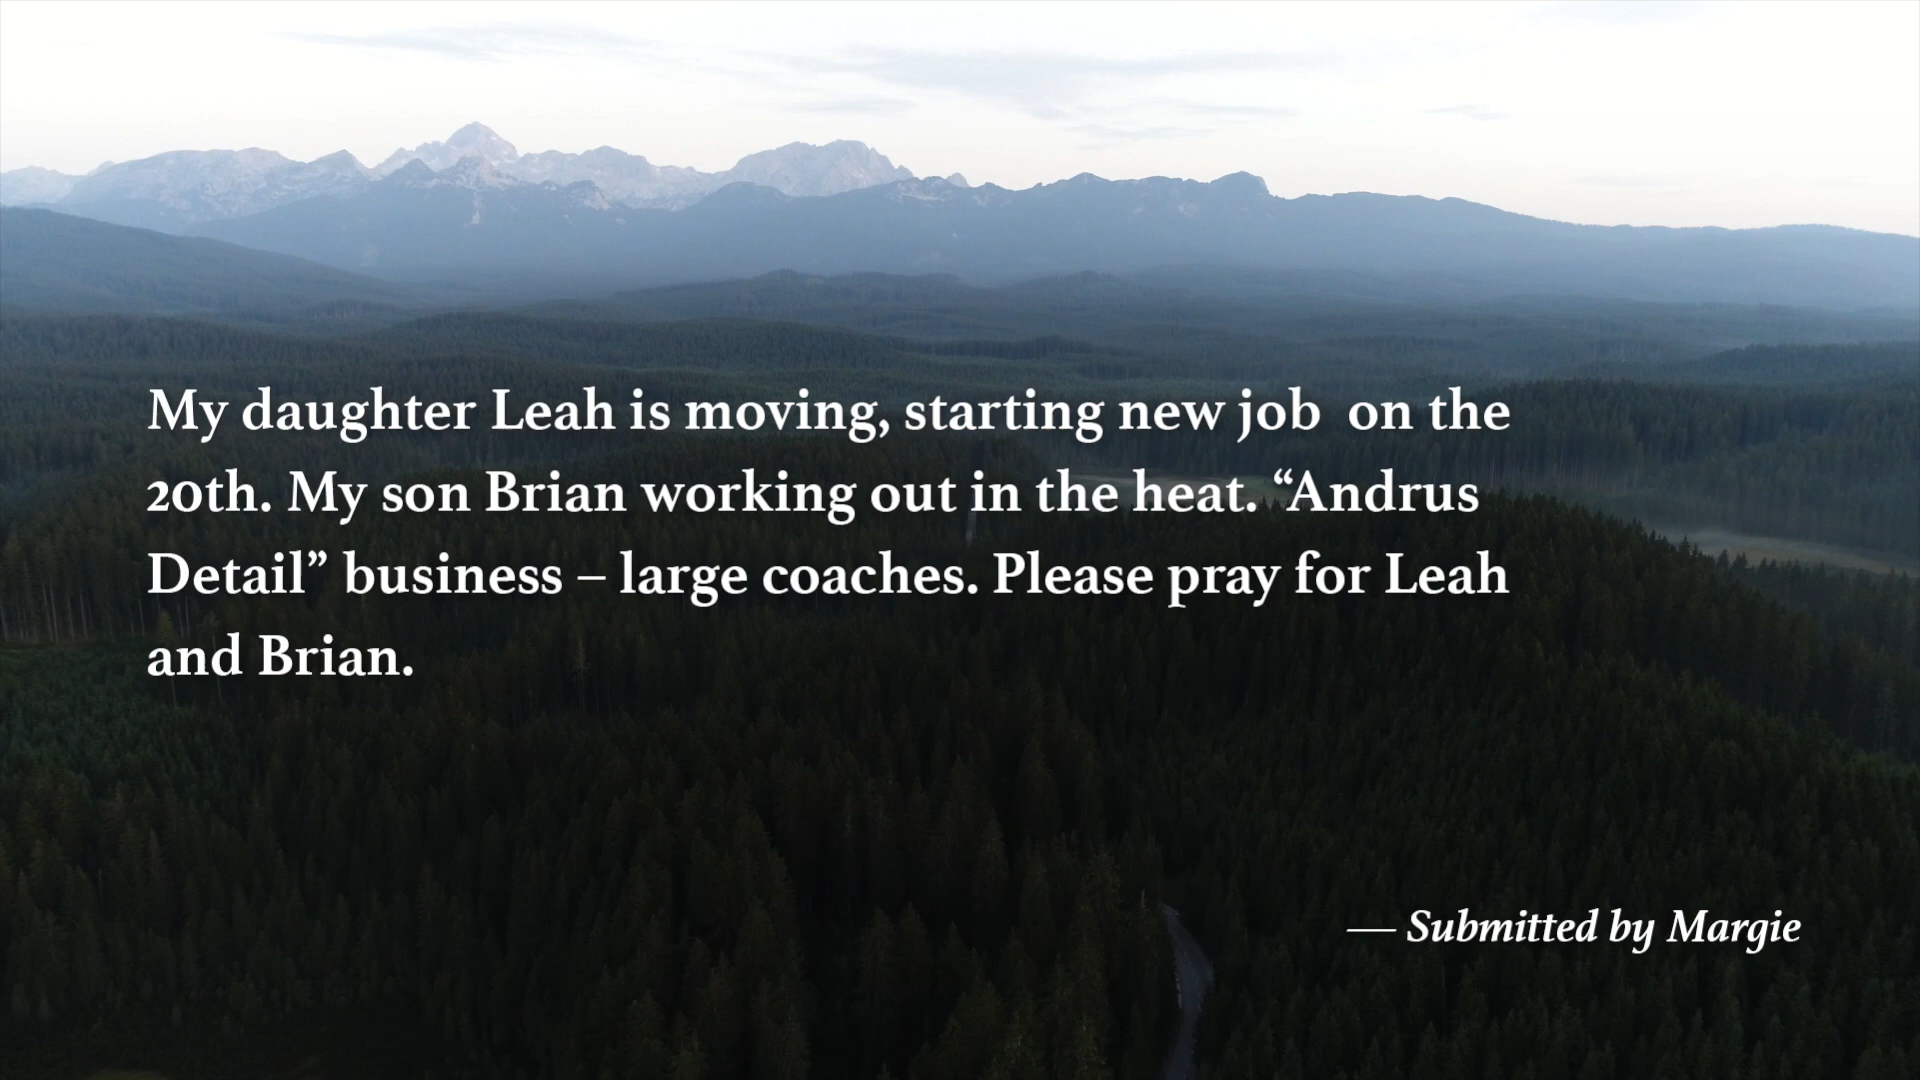 My daughter Leah is moving, starting new job  on the
20th. My son Brian working out in the heat. “Andrus
Detail” business – large coaches. Please pray for Leah
and Brian.
— Submitted by Margie